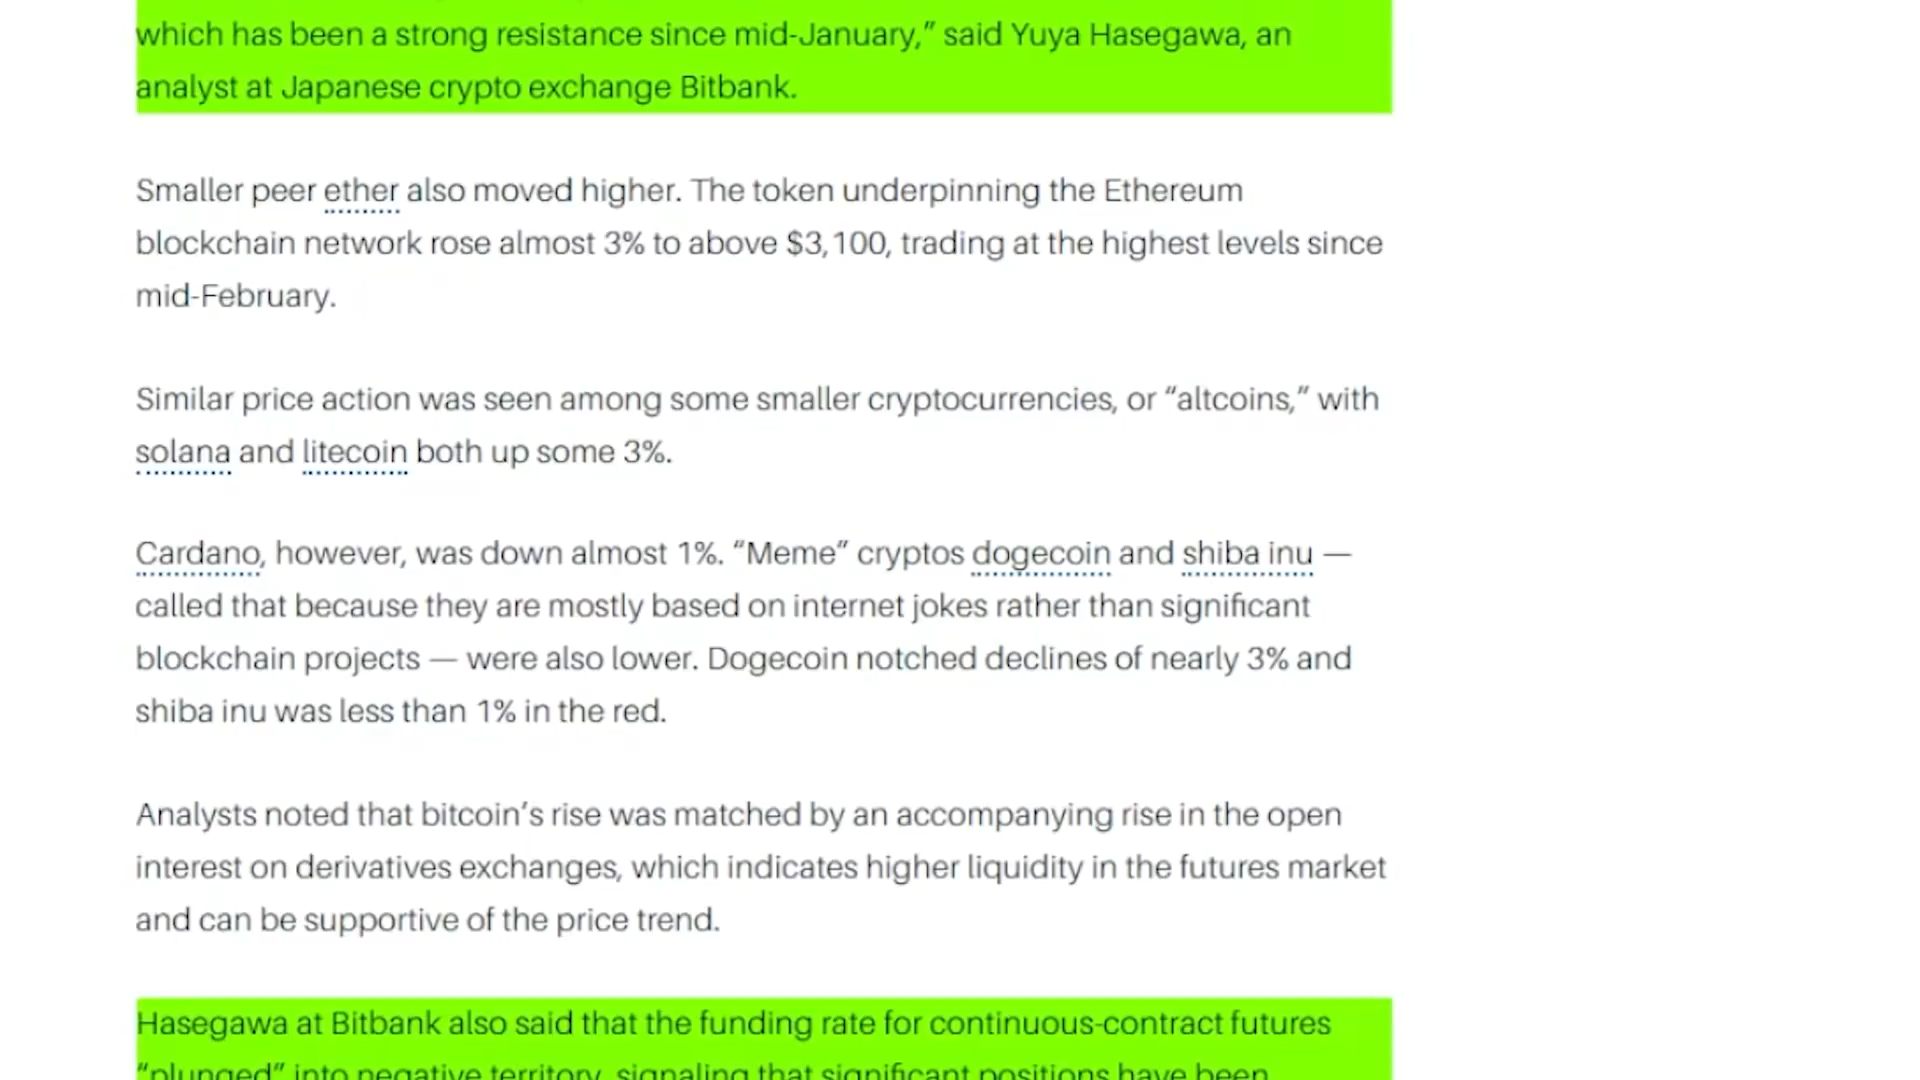 which has been a strong resistance since mid-January,” said Yuya Hasegawa, an
analyst at Japanese crypto exchange Bitbank.
Smaller peer ether also moved higher. The token underpinning the Ethereum
blockchain network rose almost 3% to above $3,100, trading at the highest levels since
mid-February.
Similar price action was seen among some smaller cryptocurrencies, or “altcoins,” with
solana and litecoin both up some 3%.
Cardano, however, was down almost 1%. “Meme” cryptos dogecoin and shiba inu —
called that because they are mostly based on internet jokes rather than significant
blockchain projects — were also lower. Dogecoin notched declines of nearly 3% and
shiba inu was less than 1% in the red.
Analysts noted that bitcoin’s rise was matched by an accompanying rise in the open
interest on derivatives exchanges, which indicates higher liquidity in the futures market
and can be supportive of the price trend.
Hasegawa at Bitbank also said that the funding rate for continuous-contract futures
“plunged” into negative territory, signaling that significant positions have been